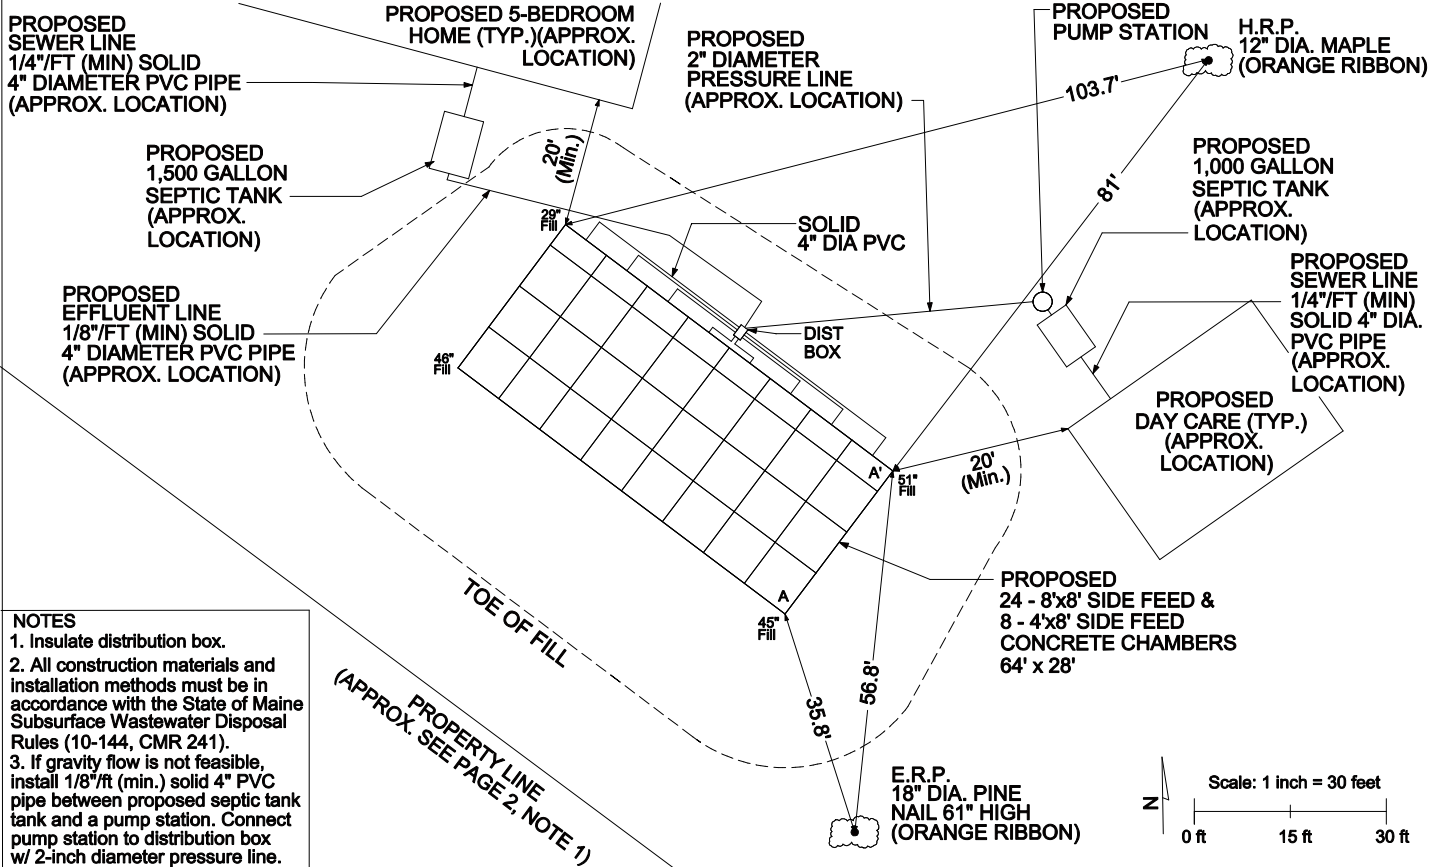 PROPOSED
SEWER LINE
1/4"/FT (MIN) SOLID
4" DIAMETER PVC PIPE
(APPROX. LOCATION)
PROPOSED 5-BEDROOM
HOME (TYP.)(APPROX.
LOCATION)
PROPOSED
2" DIAMETER
PRESSURE LINE
(APPROX. LOCATION)
PROPOSED
PUMP STATION
H.R.P.
12" DIA. MAPLE
(ORANGE RIBBON)
103.7'
81'
20'
(Min.)
PROPOSED
1,500 GALLON
SEPTIC TANK
(APPROX.
LOCATION)
PROPOSED
1,000 GALLON
SEPTIC TANK
(APPROX.
LOCATION)
29"
Fill
SOLID
4" DIA PVC
PROPOSED
SEWER LINE
1/4"/FT (MIN)
SOLID 4" DIA.
PVC PIPE
(APPROX.
LOCATION)
PROPOSED
EFFLUENT LINE
1/8"/FT (MIN) SOLID
4" DIAMETER PVC PIPE
(APPROX. LOCATION)
DIST
BOX
46"
Fill
PROPOSED
DAY CARE (TYP.)
(APPROX.
LOCATION)
A'
51"
Fill
20'
(Min.)
A
45"
Fill
PROPOSED
24 - 8'x8' SIDE FEED &
8 - 4'x8' SIDE FEED
CONCRETE CHAMBERS
64' x 28'
TOE OF FILL
56.8'
35.8'
PROPERTY LINE
(APPROX. SEE PAGE 2, NOTE 1)
NOTES
1. Insulate distribution box.
2. All construction materials and
installation methods must be in
accordance with the State of Maine
Subsurface Wastewater Disposal
Rules (10-144, CMR 241).
3. If gravity flow is not feasible,
install 1/8"/ft (min.) solid 4" PVC
pipe between proposed septic tank
tank and a pump station. Connect
pump station to distribution box
w/ 2-inch diameter pressure line.
E.R.P.
18" DIA. PINE
NAIL 61" HIGH
(ORANGE RIBBON)
N
Scale: 1 inch = 30 feet
0 ft 15 ft 30 ft